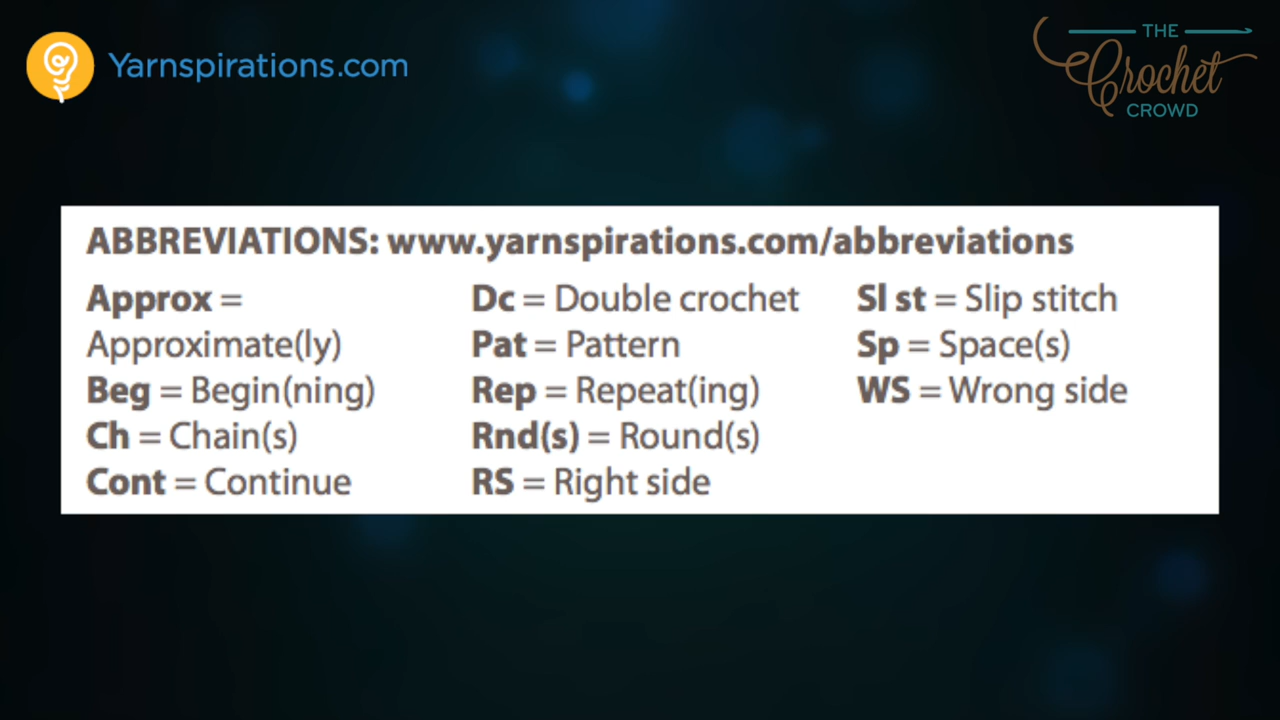 Yarnspirations.com
THE
Crochet
CROWD
ABBREVIATIONS: www.yarnspirations.com/abbreviations
Approx =
Approximate(ly)
Beg = Begin(ning)
Ch = Chain(s)
Cont = Continue
Dc = Double crochet
Pat = Pattern
Rep = Repeat(ing)
Rnd(s) = Round(s)
RS = Right side
Sl st = Slip stitch
Sp = Space(s)
WS = Wrong side